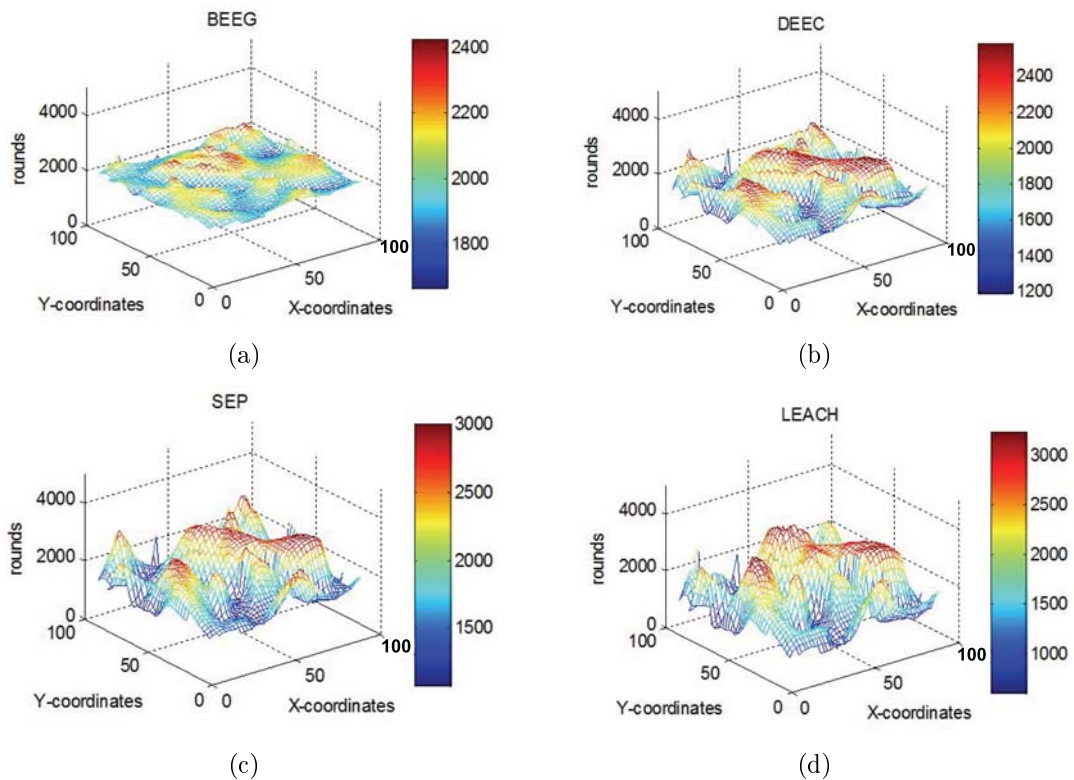 BEEG
4000
2000
0
rounds
100
50
0
Y-coordinates
0
50
100
X-coordinates
2400
2200
2000
1800
(a)
DEEC
4000
2000
0
rounds
100
50
0
Y-coordinates
0
50
100
X-coordinates
2400
2200
2000
1800
1600
1400
1200
(b)
SEP
4000
2000
0
rounds
100
50
0
Y-coordinates
0
50
100
X-coordinates
3000
2500
2000
1500
(c)
LEACH
4000
2000
0
rounds
100
50
0
Y-coordinates
0
50
100
X-coordinates
3000
2500
2000
1500
1000
(d)